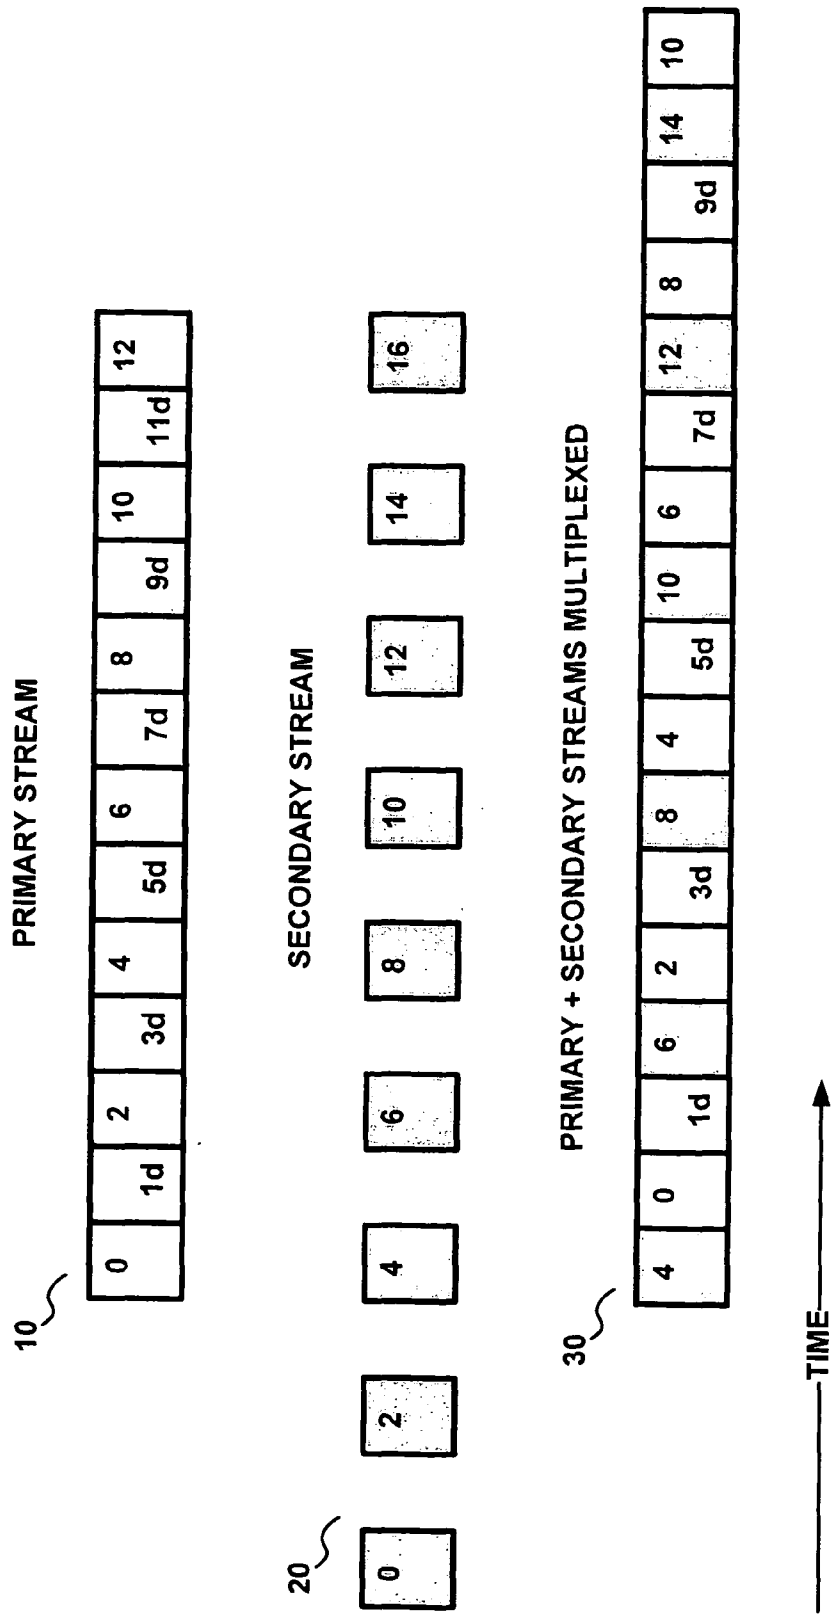 PRIMARY STREAM
10
0 1d 2 3d 4 5d 6 7d 8 9d 10 11d 12
SECONDARY STREAM
20
0 2 4 6 8 10 12 14 16
PRIMARY + SECONDARY STREAMS MULTIPLEXED
30
4 0 1d 6 2 3d 8 4 5d 10 6 7d 12 8 9d 14 10
TIME